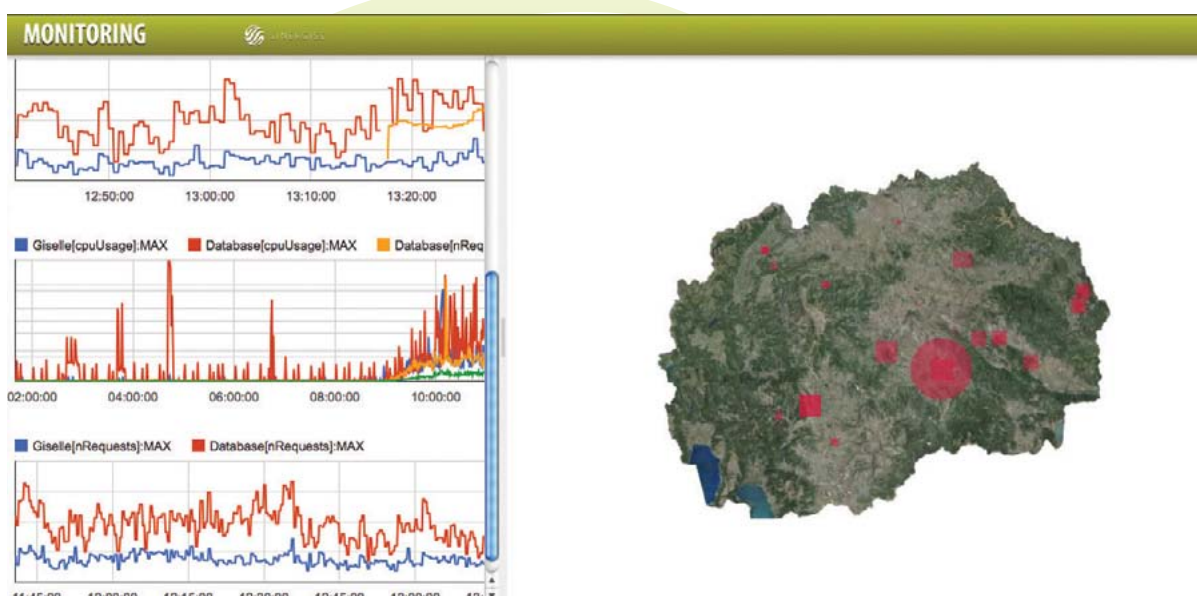 MONITORING
12:50:00 13:00:00 13:10:00 13:20:00
Giselle[cpuUsage]:MAX Database[cpuUsage]:MAX Database[nReq
02:00:00 04:00:00 06:00:00 08:00:00 10:00:00
Giselle[nRequests]:MAX Database[nRequests]:MAX